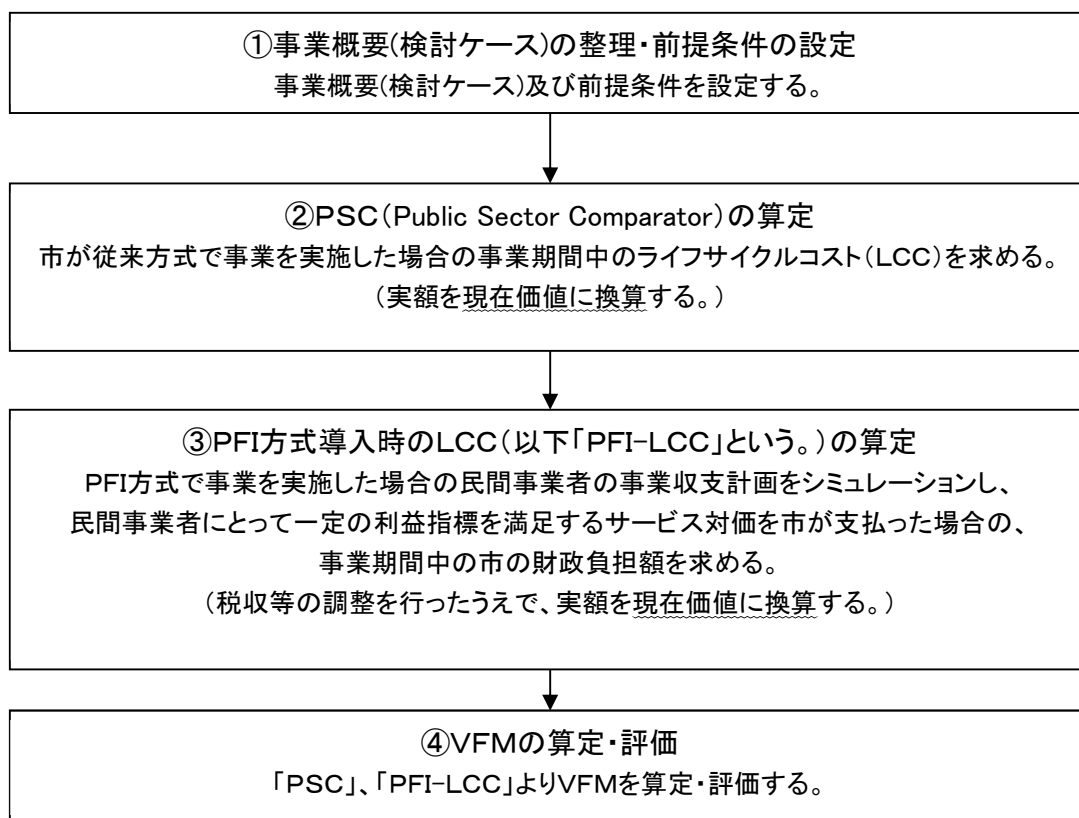 ①事業概要(検討ケース)の整理・前提条件の設定
事業概要(検討ケース)及び前提条件を設定する。
②PSC(Public Sector Comparator)の算定
市が従来方式で事業を実施した場合の事業期間中のライフサイクルコスト(LCC)を求める。
(実額を現在価値に換算する。)
③PFI方式導入時のLCC(以下「PFI-LCC」という。)の算定
PFI方式で事業を実施した場合の民間事業者の事業収支計画をシミュレーションし、
民間事業者にとって一定の利益指標を満足するサービス対価を市が支払った場合の、
事業期間中の市の財政負担額を求める。
(税収等の調整を行ったうえで、実額を現在価値に換算する。)
④VFMの算定・評価
「PSC」、「PFI-LCC」よりVFMを算定・評価する。